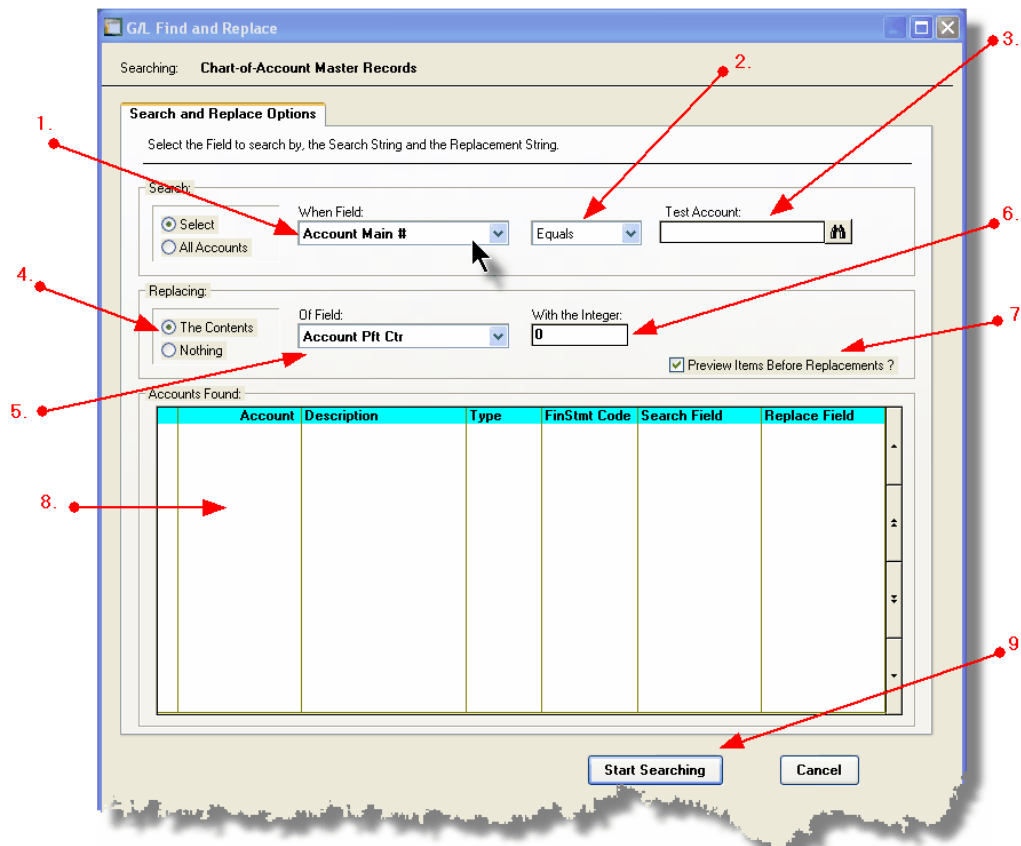 G/L Find and Replace
3.
Searching: Chart-of-Account Master Records
2.
Search and Replace Options
1.
Select the Field to search by, the Search String and the Replacement String.
Search:
When Field:
Test Account:
6.
Select
Account Main #
Equals
All Accounts
4.
Replacing:
Of Field:
With the Integer:
7
The Contents
Account Pft Ctr
0
Nothing
Preview Items Before Replacements ?
5.
Accounts Found:
Account Description Type FinStmt Code Search Field Replace Field
8.
9
Start Searching Cancel